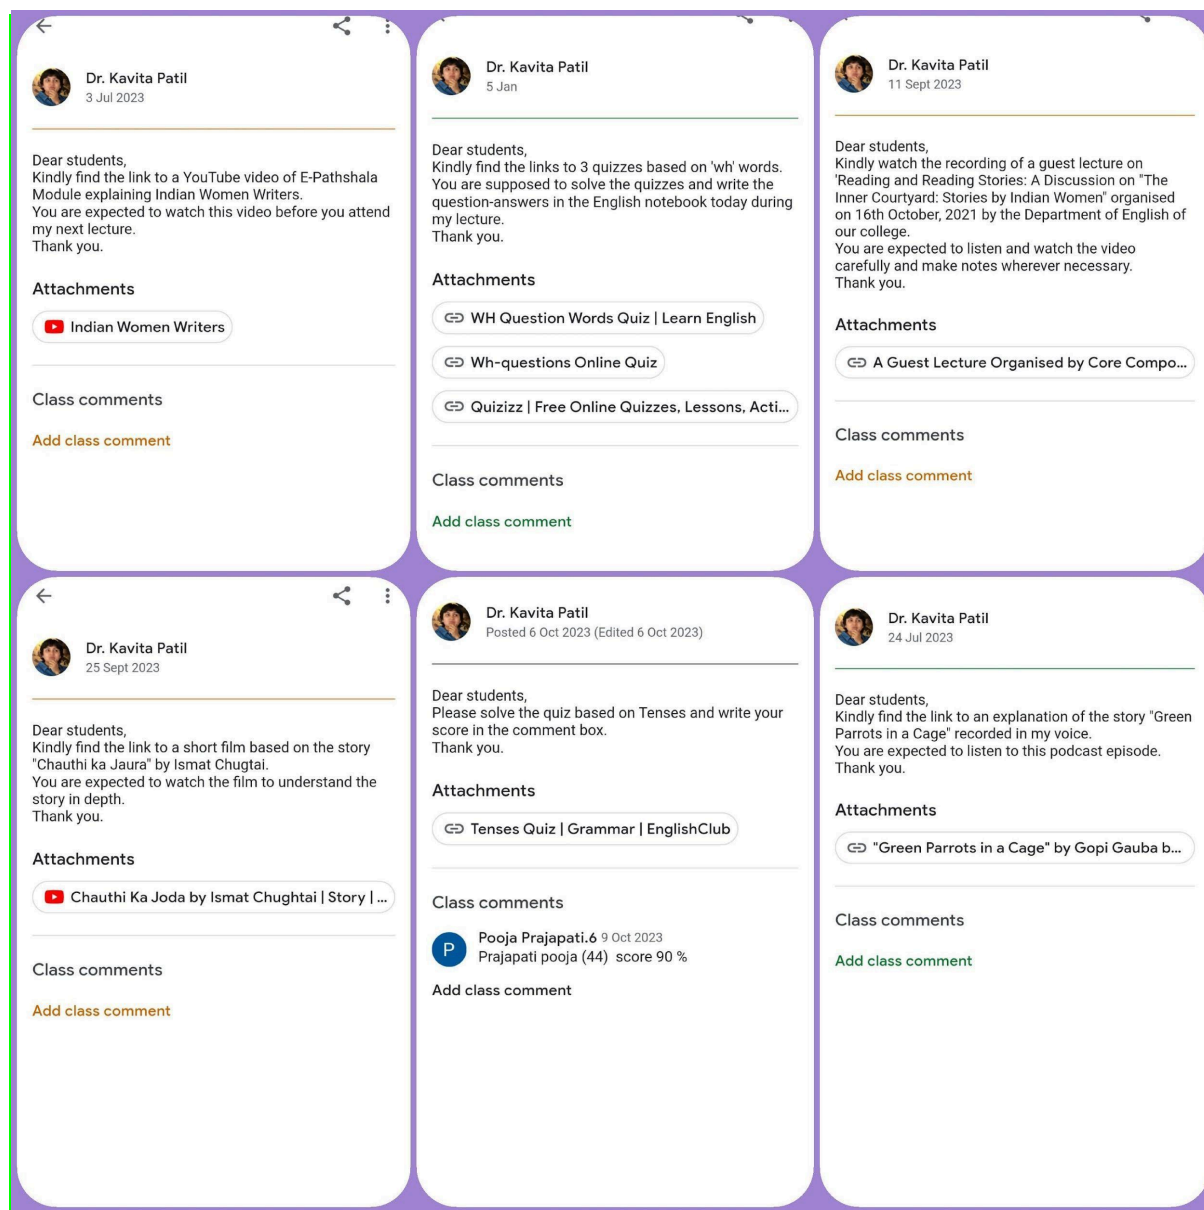 Dr. Kavita Patil
3 Jul 2023
Dear students,
Kindly find the link to a YouTube video of E-Pathshala
Module explaining Indian Women Writers.
You are expected to watch this video before you attend
my next lecture.
Thank you.
Attachments
Indian Women Writers
Class comments
Add class comment
Dr. Kavita Patil
5 Jan
Dear students,
Kindly find the links to 3 quizzes based on 'wh' words.
You are supposed to solve the quizzes and write the
question-answers in the English notebook today during
my lecture.
Thank you.
Attachments
WH Question Words Quiz | Learn English
Wh-questions Online Quiz
Quizizz | Free Online Quizzes, Lessons, Acti...
Class comments
Add class comment
Dr. Kavita Patil
11 Sept 2023
Dear students,
Kindly watch the recording of a guest lecture on
'Reading and Reading Stories: A Discussion on "The
Inner Courtyard: Stories by Indian Women" organised
on 16th October, 2021 by the Department of English of
our college.
You are expected to listen and watch the video
carefully and make notes wherever necessary.
Thank you.
Attachments
A Guest Lecture Organised by Core Compo...
Class comments
Add class comment
Dr. Kavita Patil
25 Sept 2023
Dear students,
Kindly find the link to a short film based on the story
"Chauthi ka Jaura" by Ismat Chugtai.
You are expected to watch the film to understand the
story in depth.
Thank you.
Attachments
Chauthi Ka Joda by Ismat Chughtai | Story | ...
Class comments
Add class comment
Dr. Kavita Patil
Posted 6 Oct 2023 (Edited 6 Oct 2023)
Dear students,
Please solve the quiz based on Tenses and write your
score in the comment box.
Thank you.
Attachments
Tenses Quiz | Grammar | EnglishClub
Class comments
P
Pooja Prajapati.6 9 Oct 2023
Prajapati pooja (44) score 90 %
Add class comment
Dr. Kavita Patil
24 Jul 2023
Dear students,
Kindly find the link to an explanation of the story "Green
Parrots in a Cage" recorded in my voice.
You are expected to listen to this podcast episode.
Thank you.
Attachments
"Green Parrots in a Cage" by Gopi Gauba b...
Class comments
Add class comment